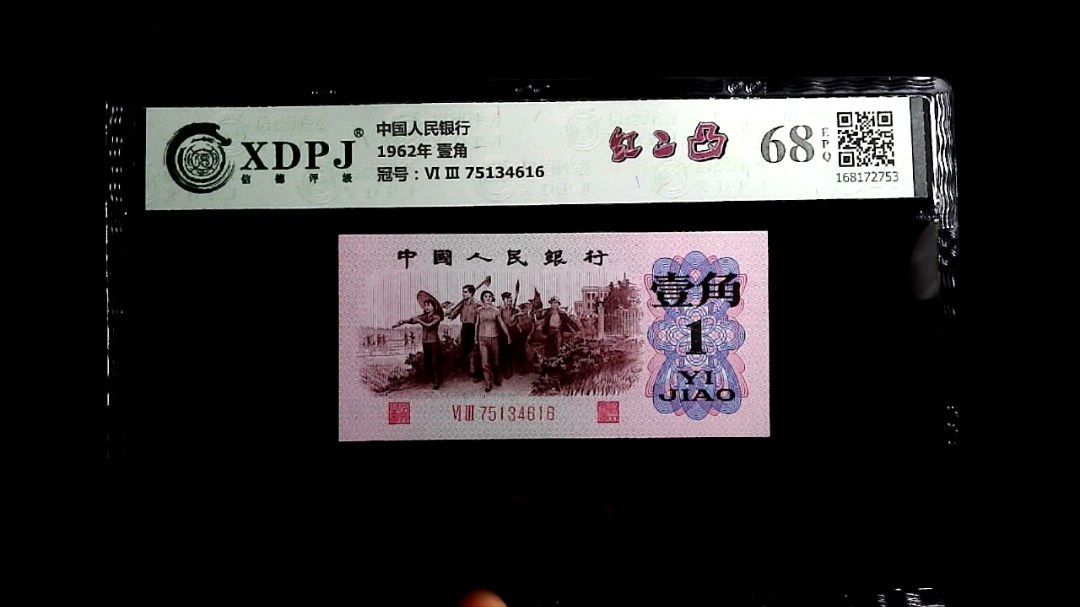 XDPJ®
信德评级
中国人民银行
1962年 壹角
冠号：Ⅵ Ⅲ 75134616
红二凸
68
EPQ
168172753
中國人民銀行
壹角
1
YI
JIAO
Ⅵ Ⅲ 75134616